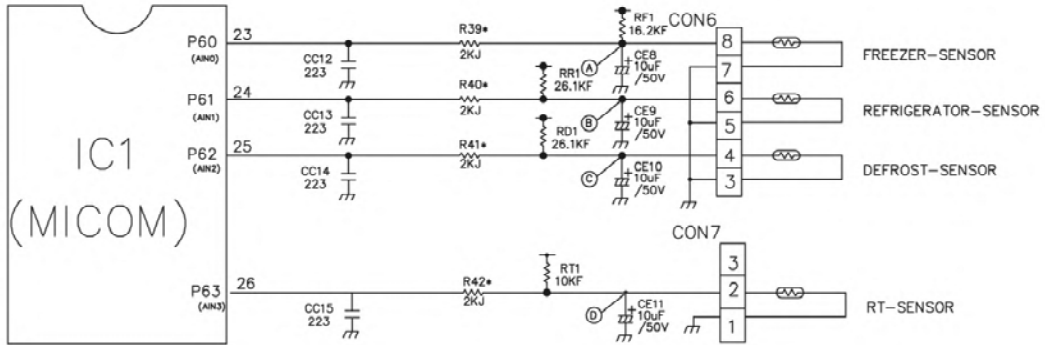 RF1
16.2KF
CON6
R39*
2KJ
P60
(AIN0)
23
CC12
223
A
CE8
+
10uF
/50V
8
7
FREEZER-SENSOR
RR1
26.1KF
P61
(AIN1)
24
R40*
2KJ
CC13
223
B
CE9
+
10uF
/50V
6
5
REFRIGERATOR-SENSOR
RD1
26.1KF
P62
(AIN2)
25
R41*
2KJ
CC14
223
C
CE10
+
10uF
/50V
4
3
DEFROST-SENSOR
IC1
(MICOM)
CON7
RT1
10KF
P63
(AIN3)
26
R42*
2KJ
CC15
223
D
CE11
+
10uF
/50V
3
2
1
RT-SENSOR